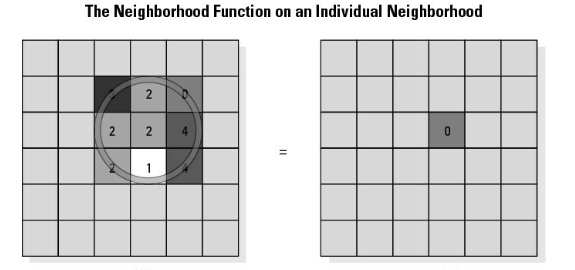 The Neighborhood Function on an Individual Neighborhood
2 0
2 2 4 = 0
2 1 4